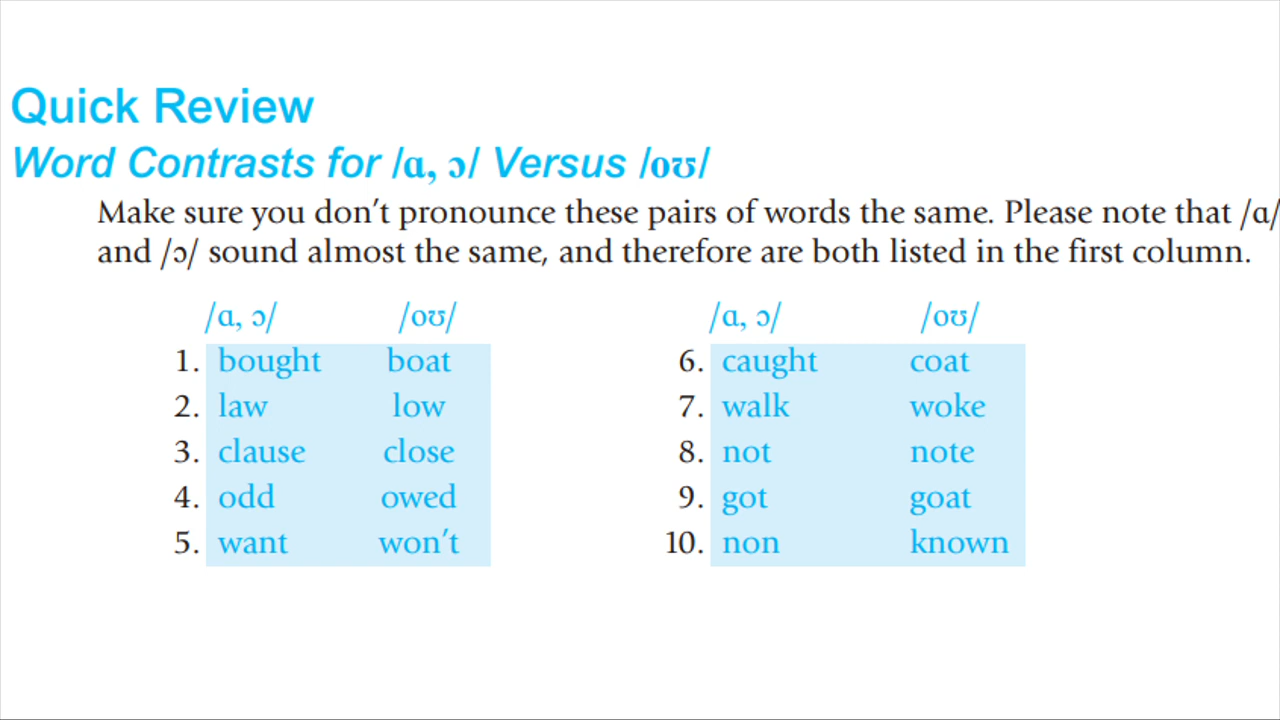 Quick Review
Word Contrasts for /ɑ, ɔ/ Versus /oʊ/
Make sure you don’t pronounce these pairs of words the same. Please note that /ɑ/
and /ɔ/ sound almost the same, and therefore are both listed in the first column.
/ɑ, ɔ/ /oʊ/ /ɑ, ɔ/ /oʊ/
1. bought boat 6. caught coat
2. law low 7. walk woke
3. clause close 8. not note
4. odd owed 9. got goat
5. want won’t 10. non known